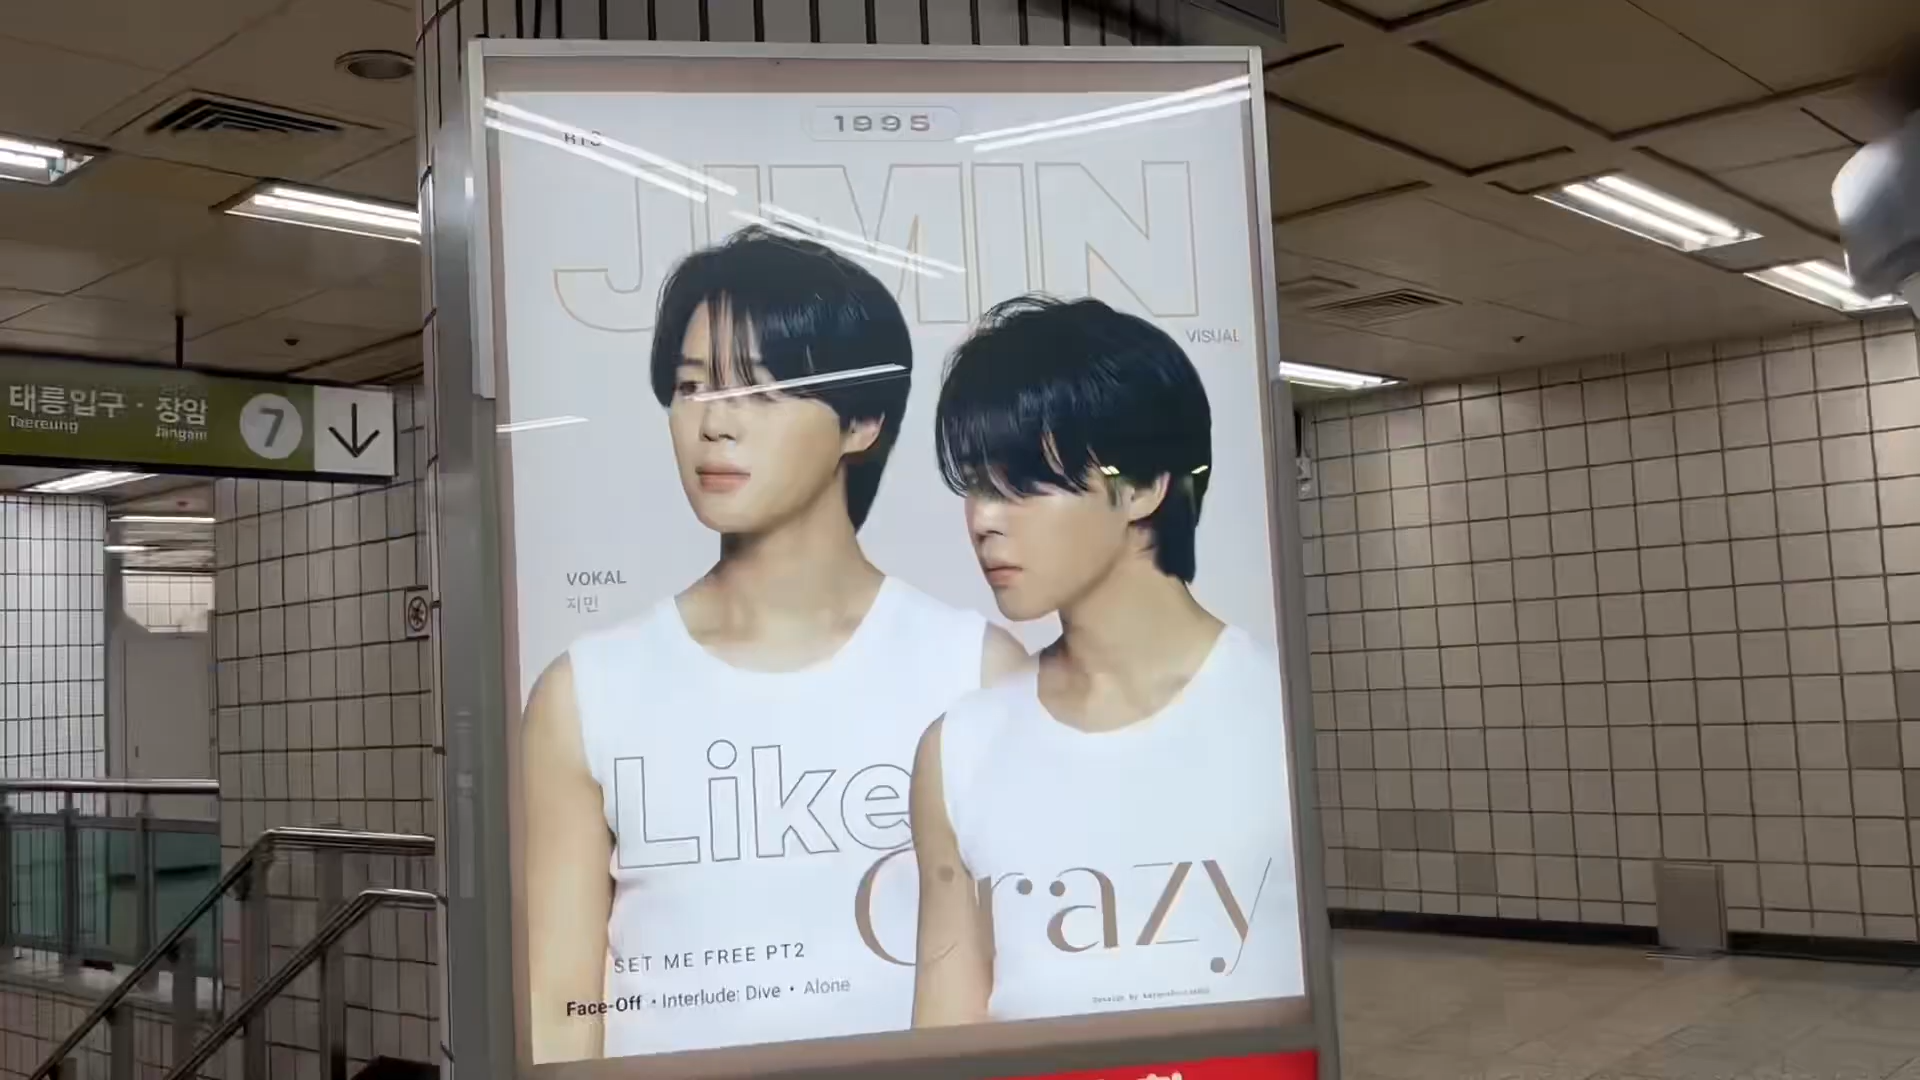 1995
BTS
JIMIN
VISUAL
태릉입구 · 장암
Taereung
Jangam
7
VOKAL
지민
Like
Crazy
SET ME FREE PT2
Face-Off • Interlude: Dive • Alone